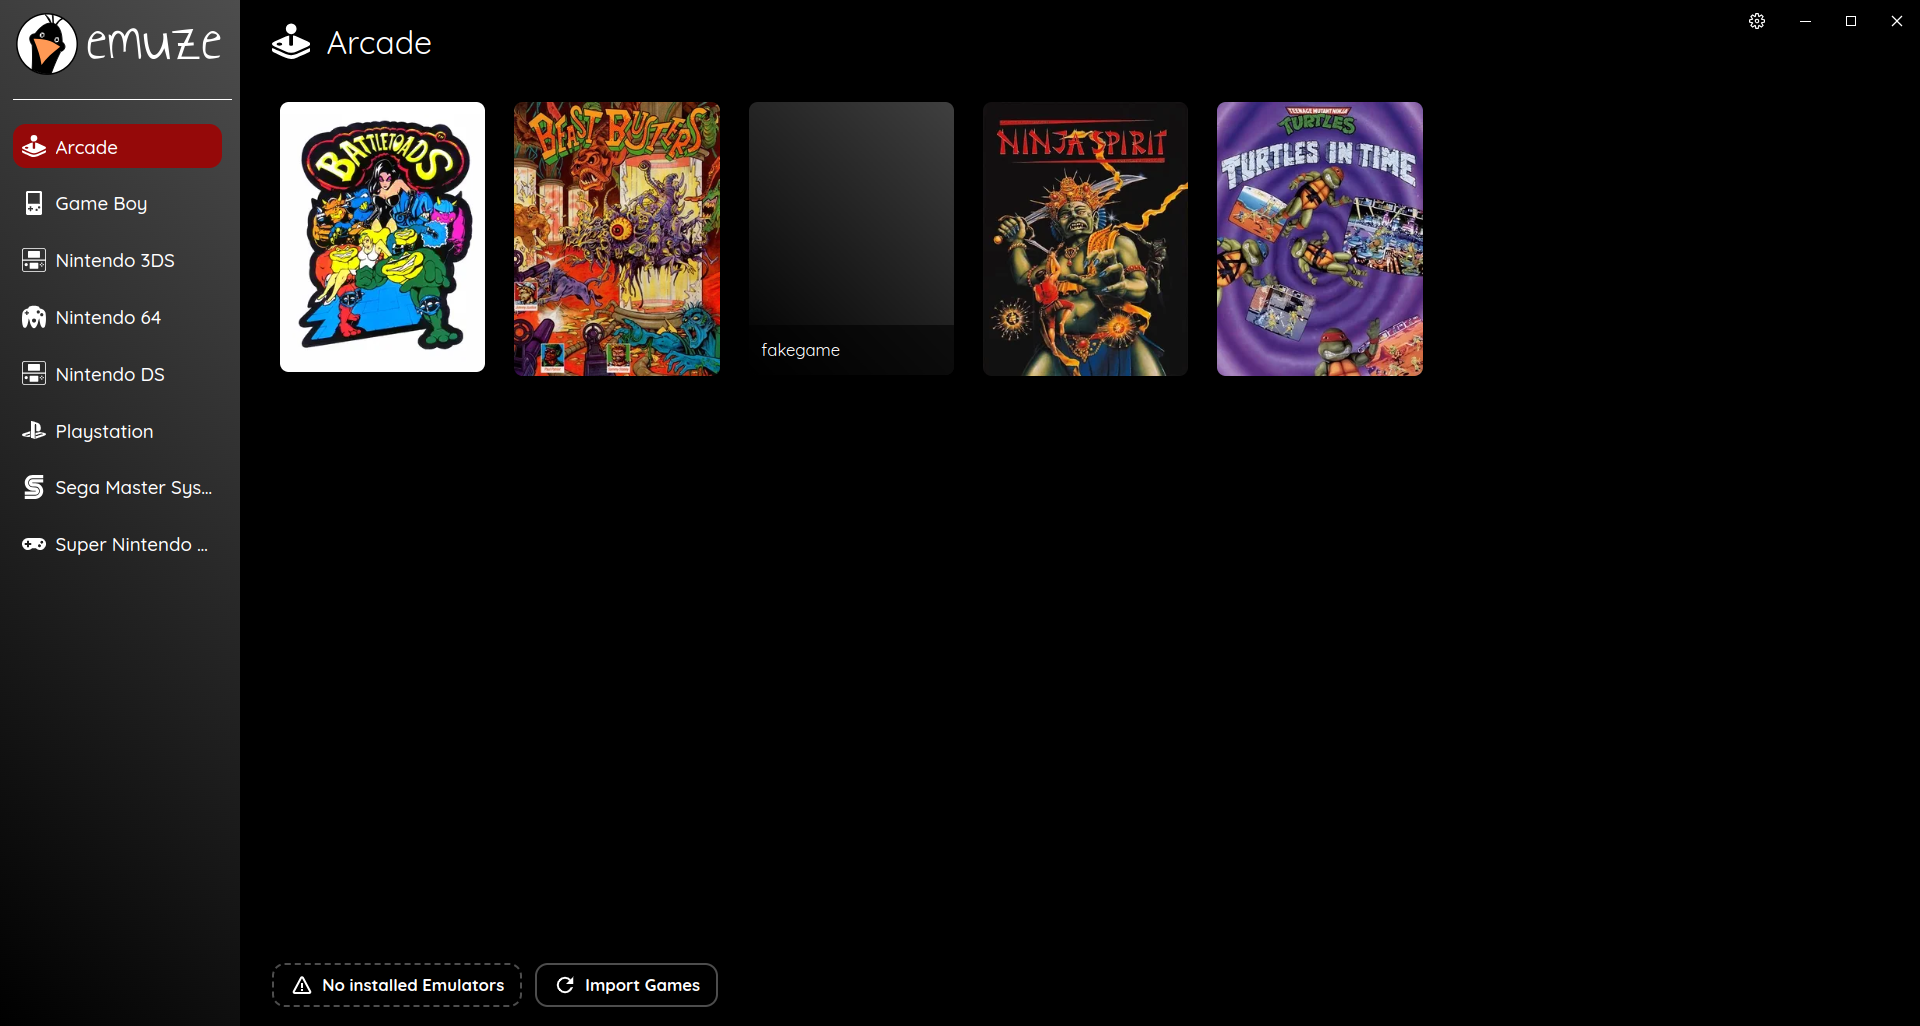 emuze
Arcade
Arcade
Game Boy
Nintendo 3DS
Nintendo 64
Nintendo DS
Playstation
Sega Master Sys...
Super Nintendo ...
BATTLETOADS
BEAST BUSTERS
fakegame
NINJA SPIRIT
TEENAGE MUTANT NINJA
TURTLES
TURTLES IN TIME
No installed Emulators
Import Games